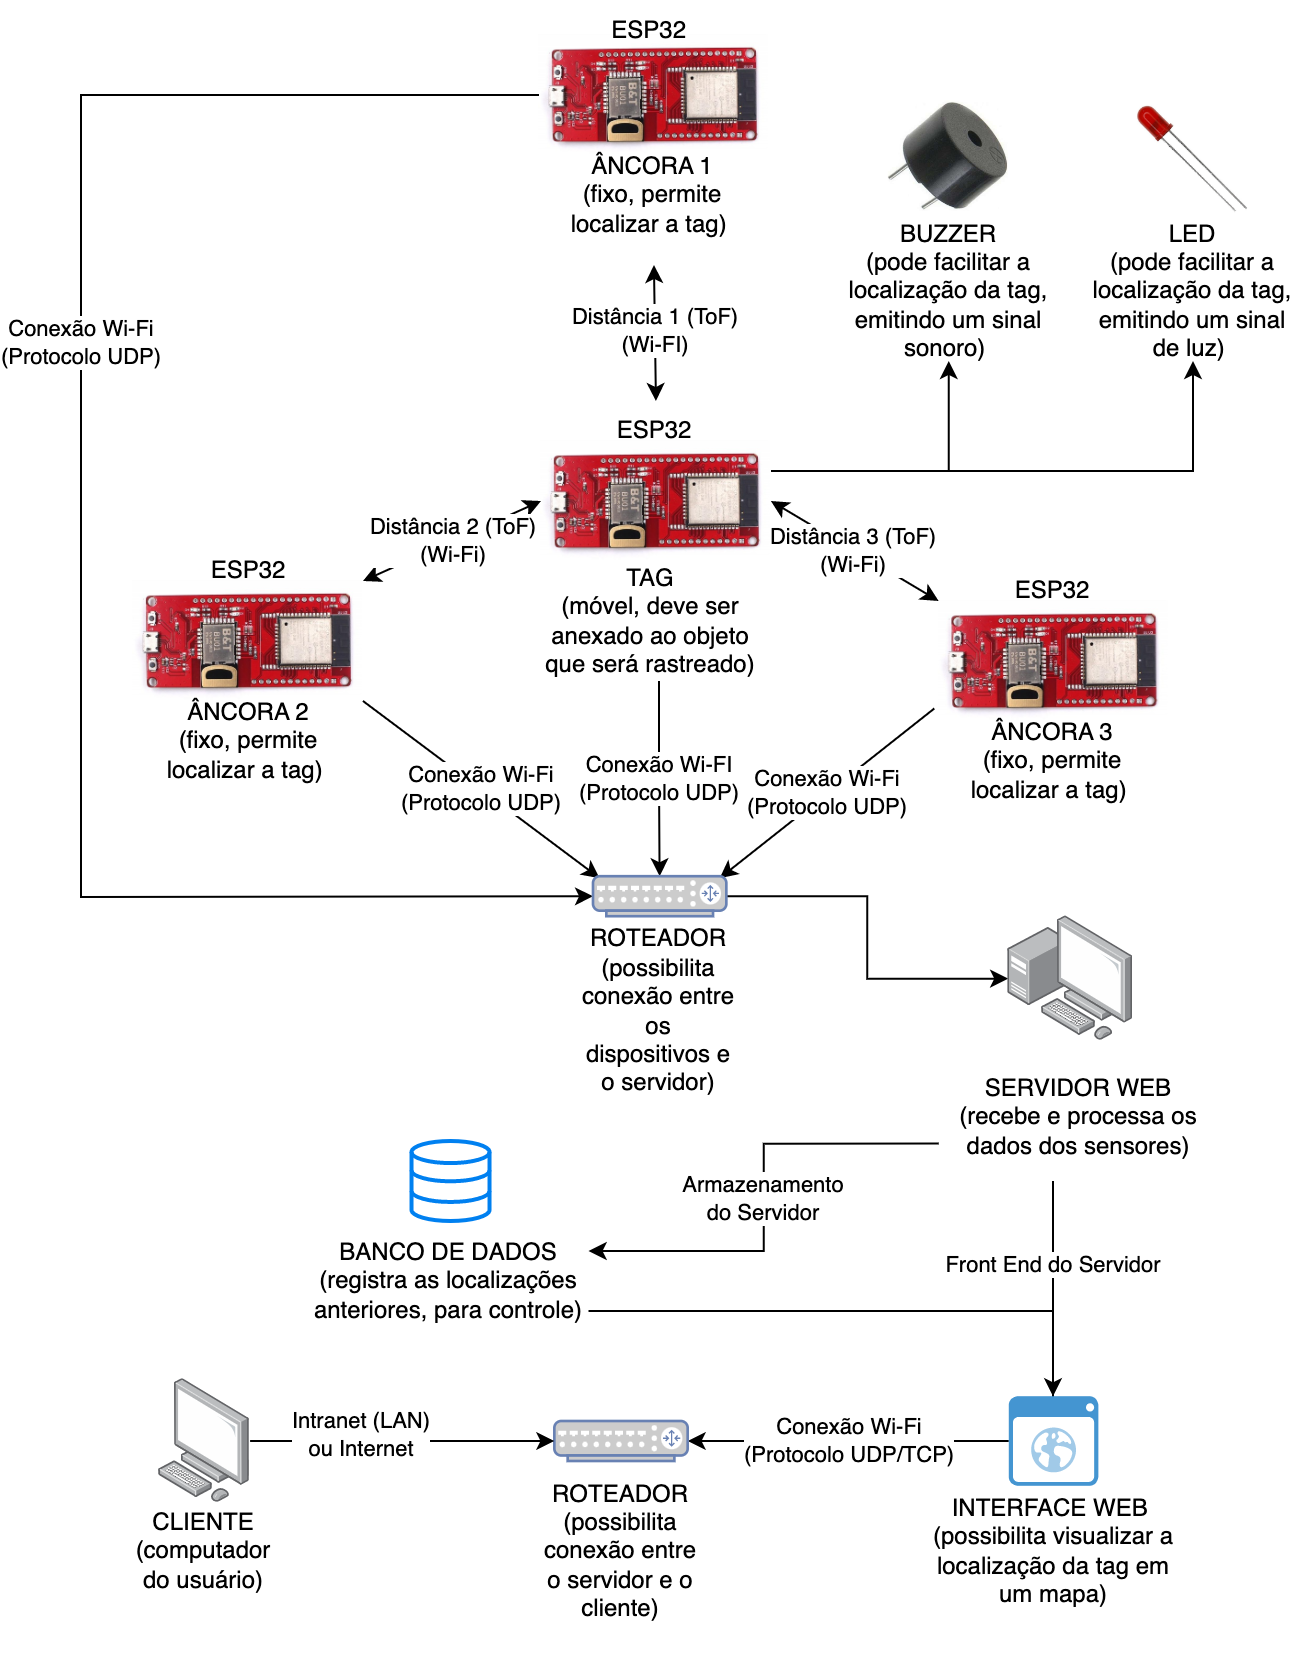 ESP32
ÂNCORA 1
(fixo, permite
localizar a tag)
BUZZER
(pode facilitar a
localização da tag,
emitindo um sinal
sonoro)
LED
(pode facilitar a
localização da tag,
emitindo um sinal
de luz)
Conexão Wi-Fi
(Protocolo UDP)
Distância 1 (ToF)
(Wi-FI)
ESP32
Distância 2 (ToF)
(Wi-Fi)
Distância 3 (ToF)
(Wi-Fi)
TAG
(móvel, deve ser
anexado ao objeto
que será rastreado)
ESP32
ÂNCORA 2
(fixo, permite
localizar a tag)
ESP32
ÂNCORA 3
(fixo, permite
localizar a tag)
Conexão Wi-Fi
(Protocolo UDP)
Conexão Wi-FI
(Protocolo UDP)
Conexão Wi-Fi
(Protocolo UDP)
ROTEADOR
(possibilita
conexão entre
os
dispositivos e
o servidor)
SERVIDOR WEB
(recebe e processa os
dados dos sensores)
Armazenamento
do Servidor
BANCO DE DADOS
(registra as localizações
anteriores, para controle)
Front End do Servidor
Intranet (LAN)
ou Internet
Conexão Wi-Fi
(Protocolo UDP/TCP)
CLIENTE
(computador
do usuário)
ROTEADOR
(possibilita
conexão entre
o servidor e o
cliente)
INTERFACE WEB
(possibilita visualizar a
localização da tag em
um mapa)